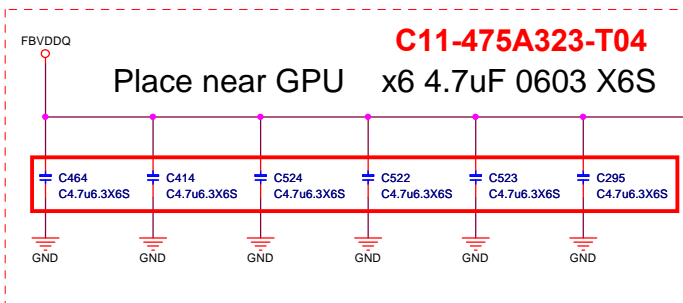 C11-475A323-T04
FBVDDQ
Place near GPU x6 4.7uF 0603 X6S
C464 C414 C524 C522 C523 C295
C4.7u6.3X6S C4.7u6.3X6S C4.7u6.3X6S C4.7u6.3X6S C4.7u6.3X6S C4.7u6.3X6S
GND GND GND GND GND GND